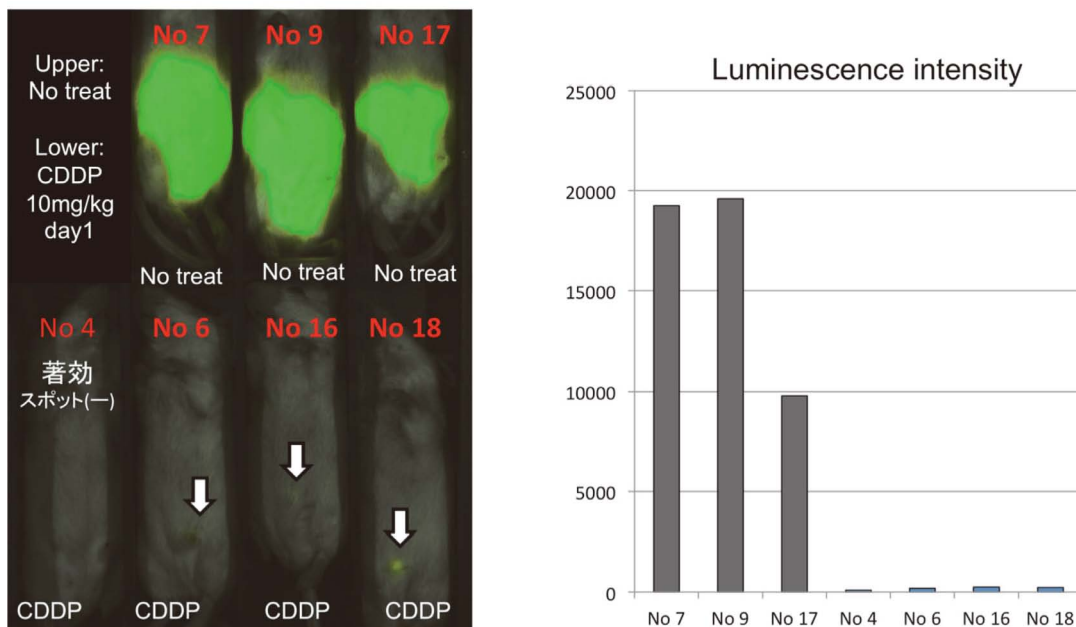 No 7
No 9
No 17
Upper:
No treat
Lower:
CDDP
10mg/kg
day1
No treat
No treat
No treat
No 4
No 6
No 16
No 18
著効
スポット(ー)
CDDP
CDDP
CDDP
CDDP
Luminescence intensity
25000
20000
15000
10000
5000
0
No 7
No 9
No 17
No 4
No 6
No 16
No 18